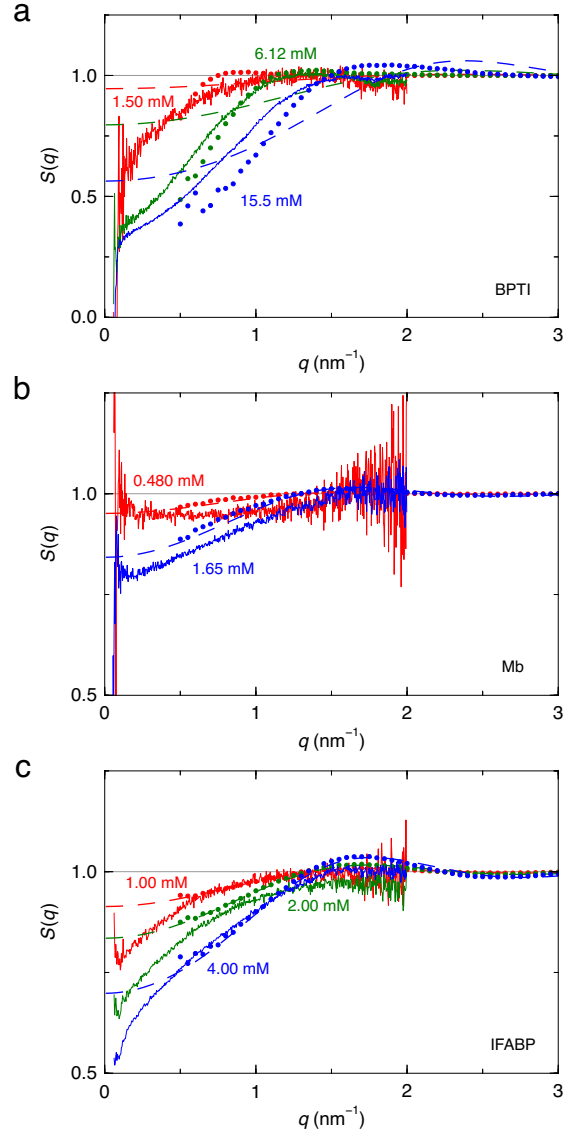 a
S(q)
1.0
0.5
0.0
6.12 mM
1.50 mM
15.5 mM
BPTI
0
1
2
3
q (nm⁻¹)
b
S(q)
1.0
0.5
0.480 mM
1.65 mM
Mb
0
1
2
3
q (nm⁻¹)
c
S(q)
1.0
0.5
1.00 mM
2.00 mM
4.00 mM
IFABP
0
1
2
3
q (nm⁻¹)